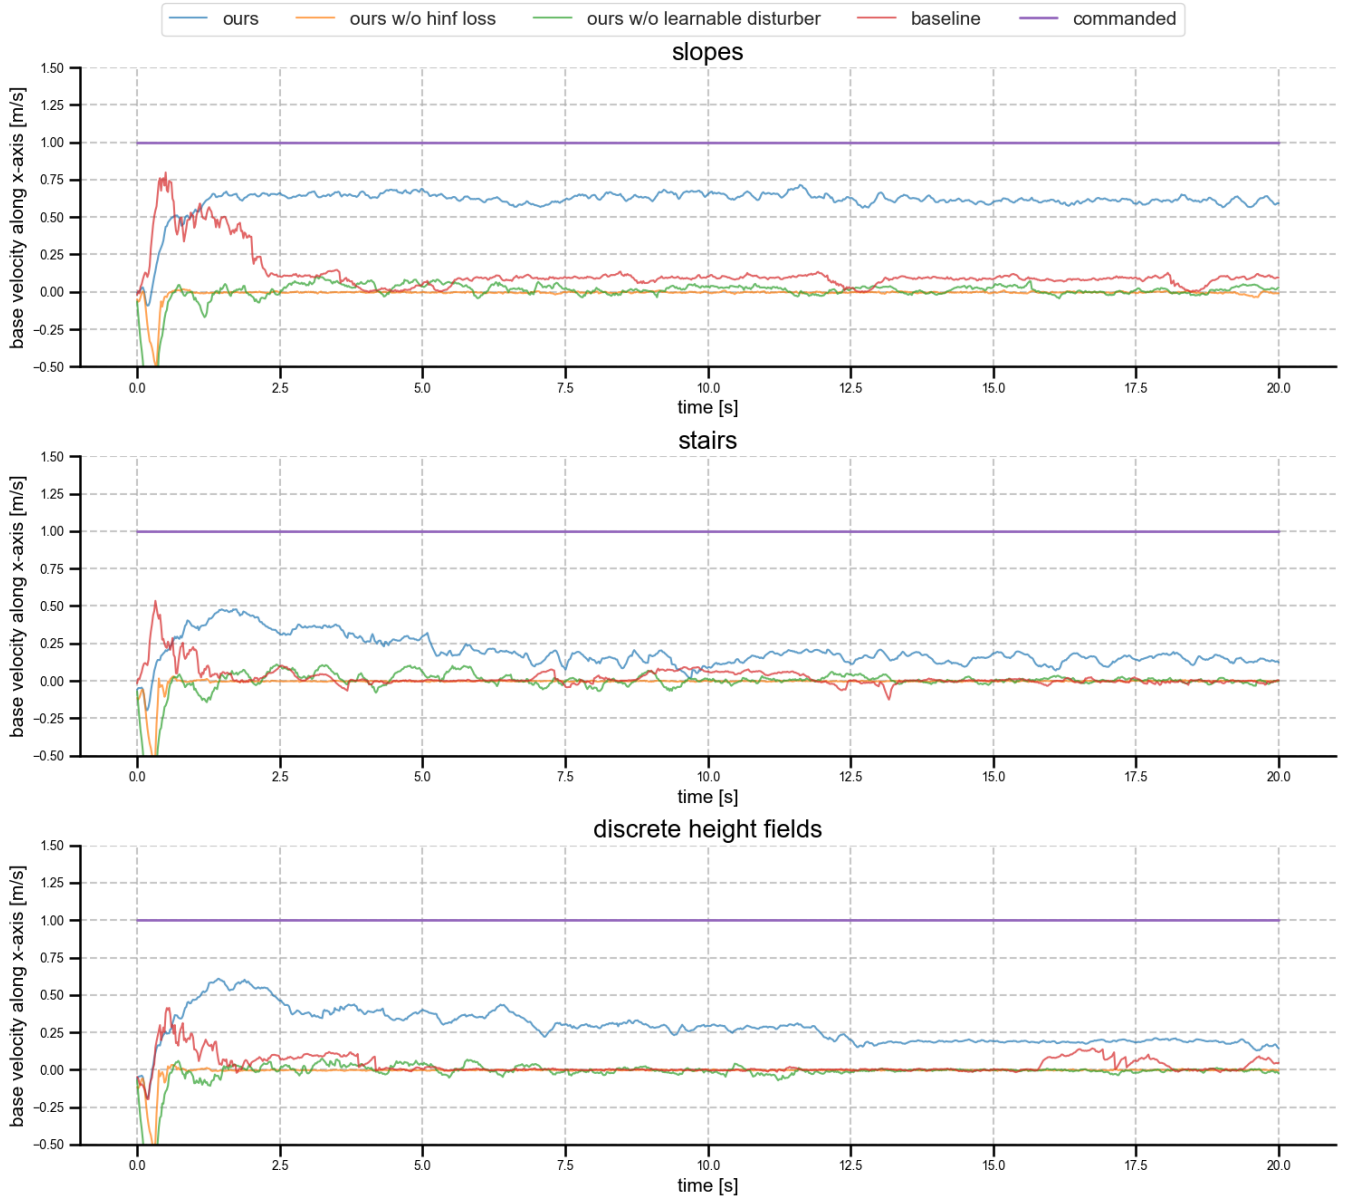 ours ours w/o hinf loss ours w/o learnable disturber baseline commanded
slopes
base velocity along x-axis [m/s]
1.50
1.25
1.00
0.75
0.50
0.25
0.00
−0.25
−0.50
0.0 2.5 5.0 7.5 10.0 12.5 15.0 17.5 20.0
time [s]
stairs
base velocity along x-axis [m/s]
1.50
1.25
1.00
0.75
0.50
0.25
0.00
−0.25
−0.50
0.0 2.5 5.0 7.5 10.0 12.5 15.0 17.5 20.0
time [s]
discrete height fields
base velocity along x-axis [m/s]
1.50
1.25
1.00
0.75
0.50
0.25
0.00
−0.25
−0.50
0.0 2.5 5.0 7.5 10.0 12.5 15.0 17.5 20.0
time [s]